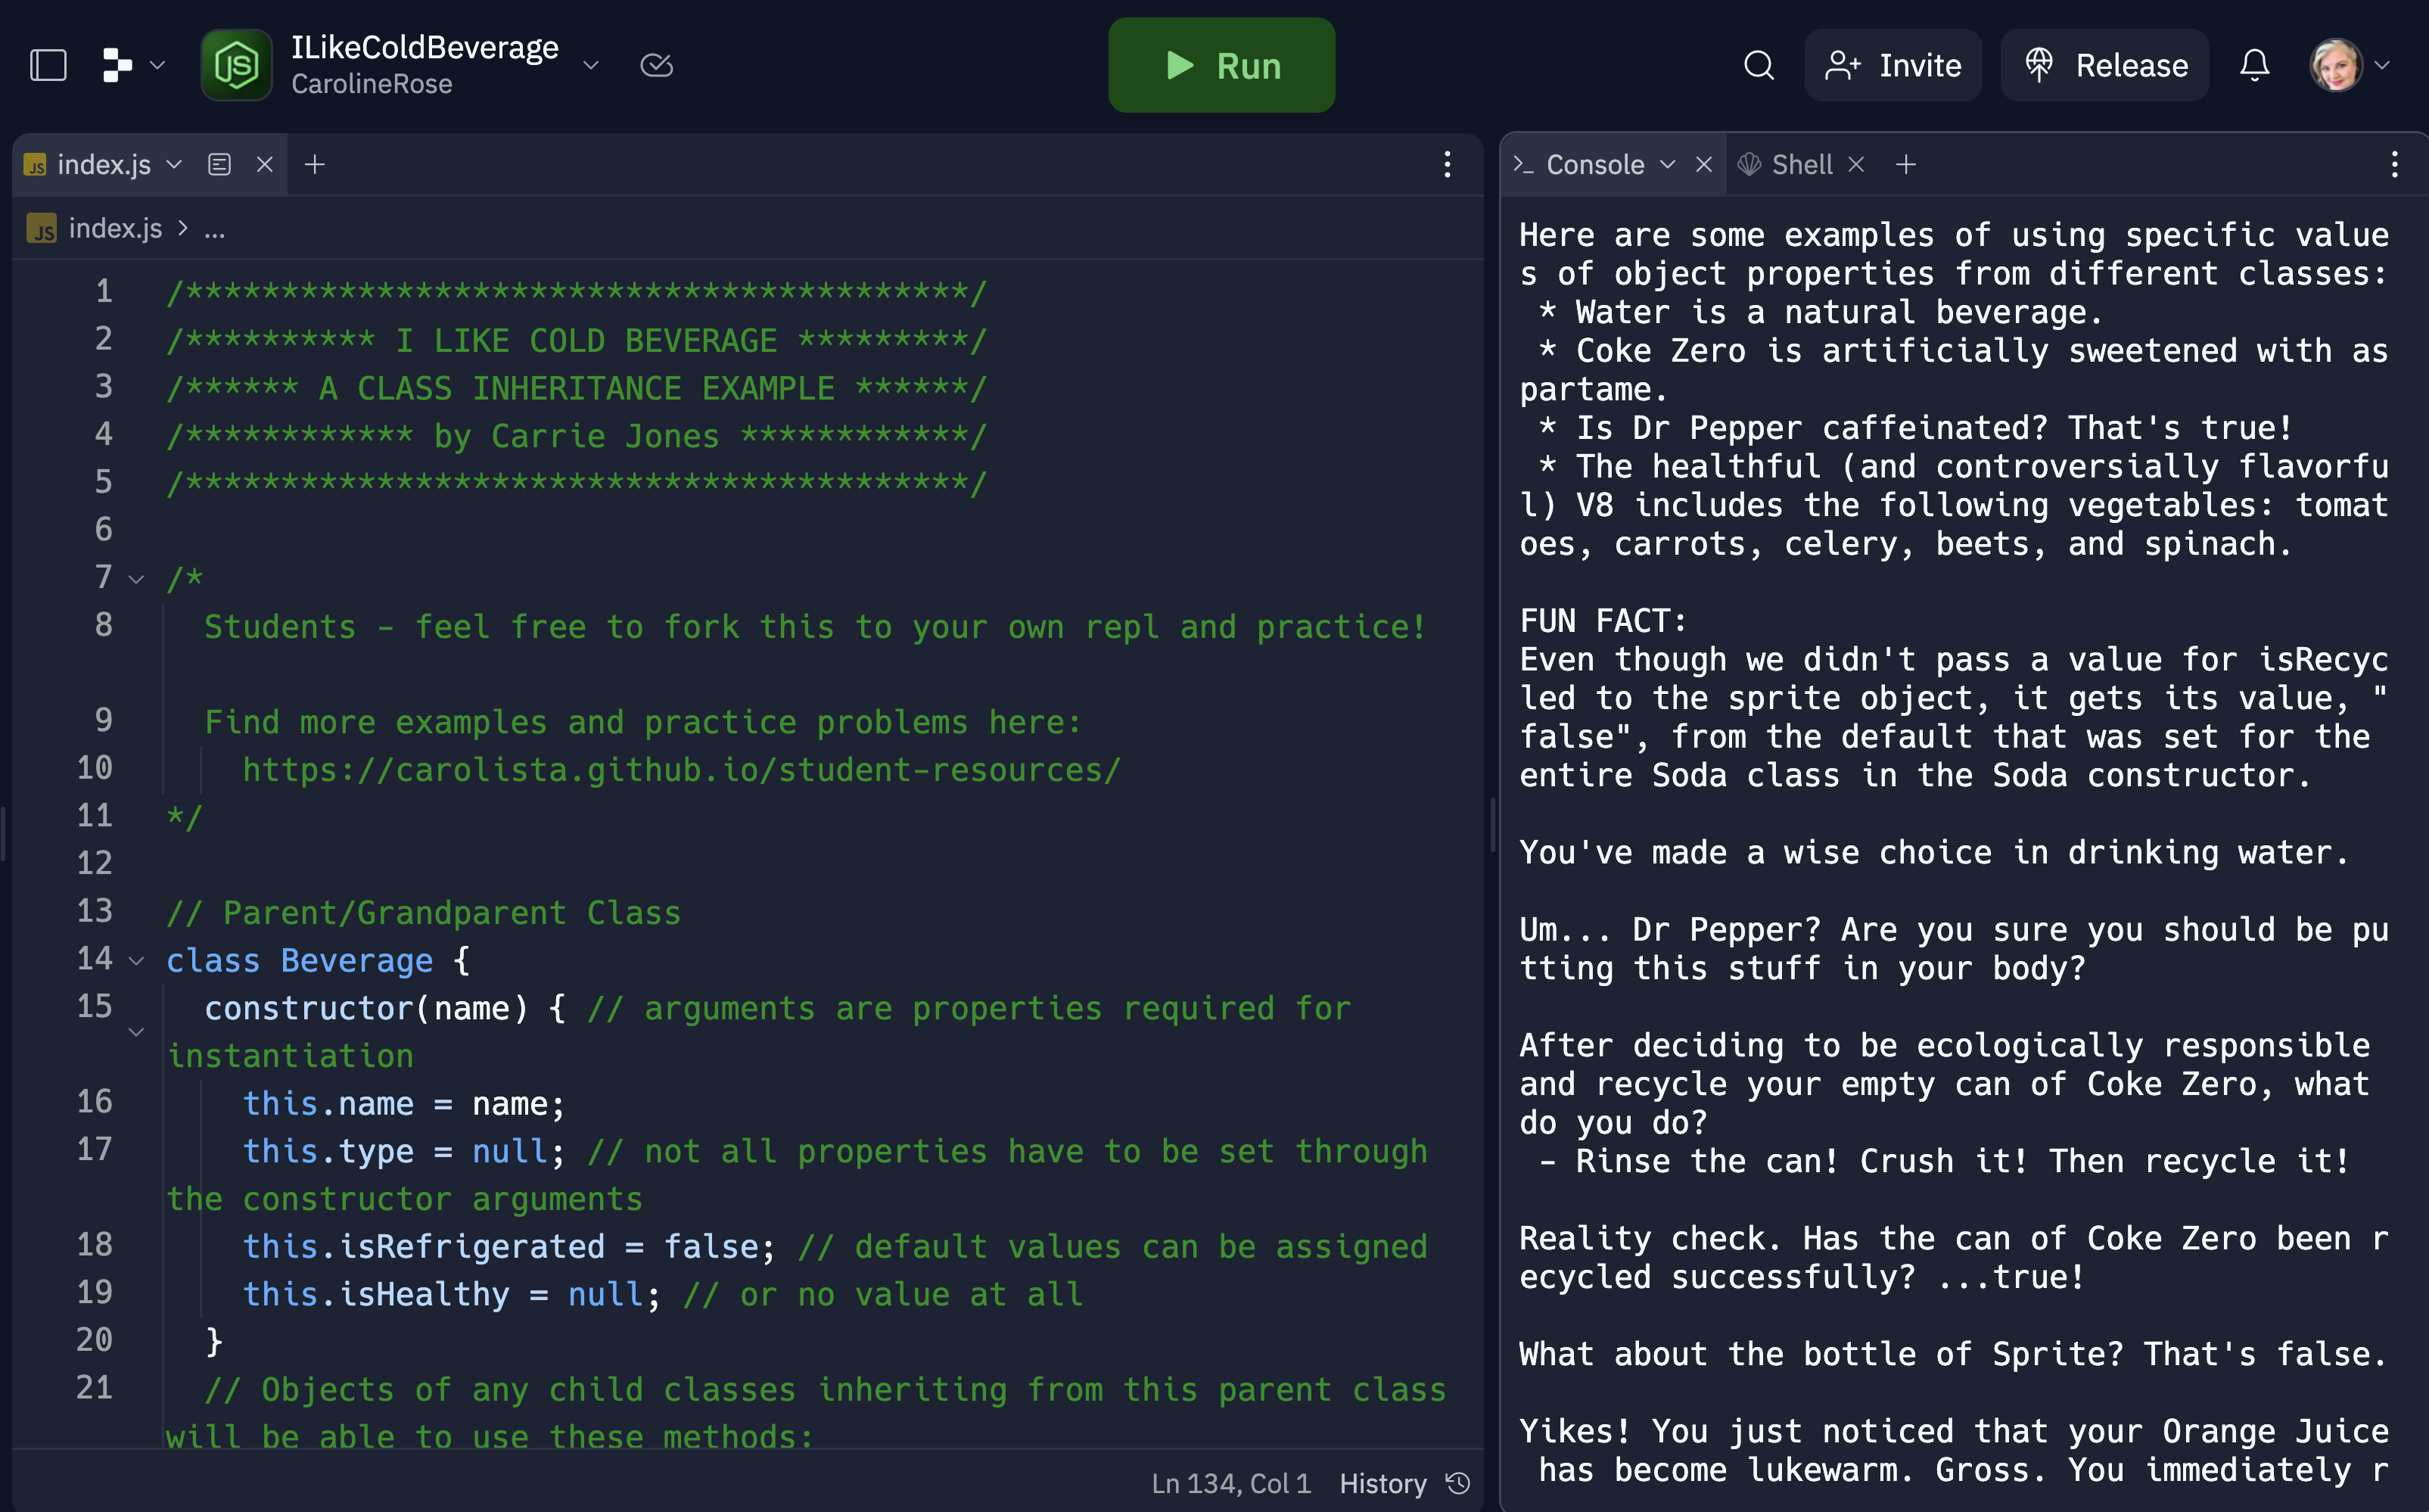 ILikeColdBeverage
CarolineRose
Run
Invite
Release
index.js
index.js > ...
1 /*****************************************/
2 /********** I LIKE COLD BEVERAGE *********/
3 /****** A CLASS INHERITANCE EXAMPLE ******/
4 /************ by Carrie Jones ************/
5 /*****************************************/
6
7 /*
8 Students - feel free to fork this to your own repl and practice!
9 Find more examples and practice problems here:
10 https://carolista.github.io/student-resources/
11 */
12
13 // Parent/Grandparent Class
14 class Beverage {
15 constructor(name) { // arguments are properties required for
instantiation
16 this.name = name;
17 this.type = null; // not all properties have to be set through
the constructor arguments
18 this.isRefrigerated = false; // default values can be assigned
19 this.isHealthy = null; // or no value at all
20 }
21 // Objects of any child classes inheriting from this parent class
will be able to use these methods:
Ln 134, Col 1 History
Console
Shell
Here are some examples of using specific value
s of object properties from different classes:
* Water is a natural beverage.
* Coke Zero is artificially sweetened with as
partame.
* Is Dr Pepper caffeinated? That's true!
* The healthful (and controversially flavorfu
l) V8 includes the following vegetables: tomat
oes, carrots, celery, beets, and spinach.
FUN FACT:
Even though we didn't pass a value for isRecyc
led to the sprite object, it gets its value, "
false", from the default that was set for the
entire Soda class in the Soda constructor.
You've made a wise choice in drinking water.
Um... Dr Pepper? Are you sure you should be pu
tting this stuff in your body?
After deciding to be ecologically responsible
and recycle your empty can of Coke Zero, what
do you do?
- Rinse the can! Crush it! Then recycle it!
Reality check. Has the can of Coke Zero been r
ecycled successfully? ...true!
What about the bottle of Sprite? That's false.
Yikes! You just noticed that your Orange Juice
has become lukewarm. Gross. You immediately r